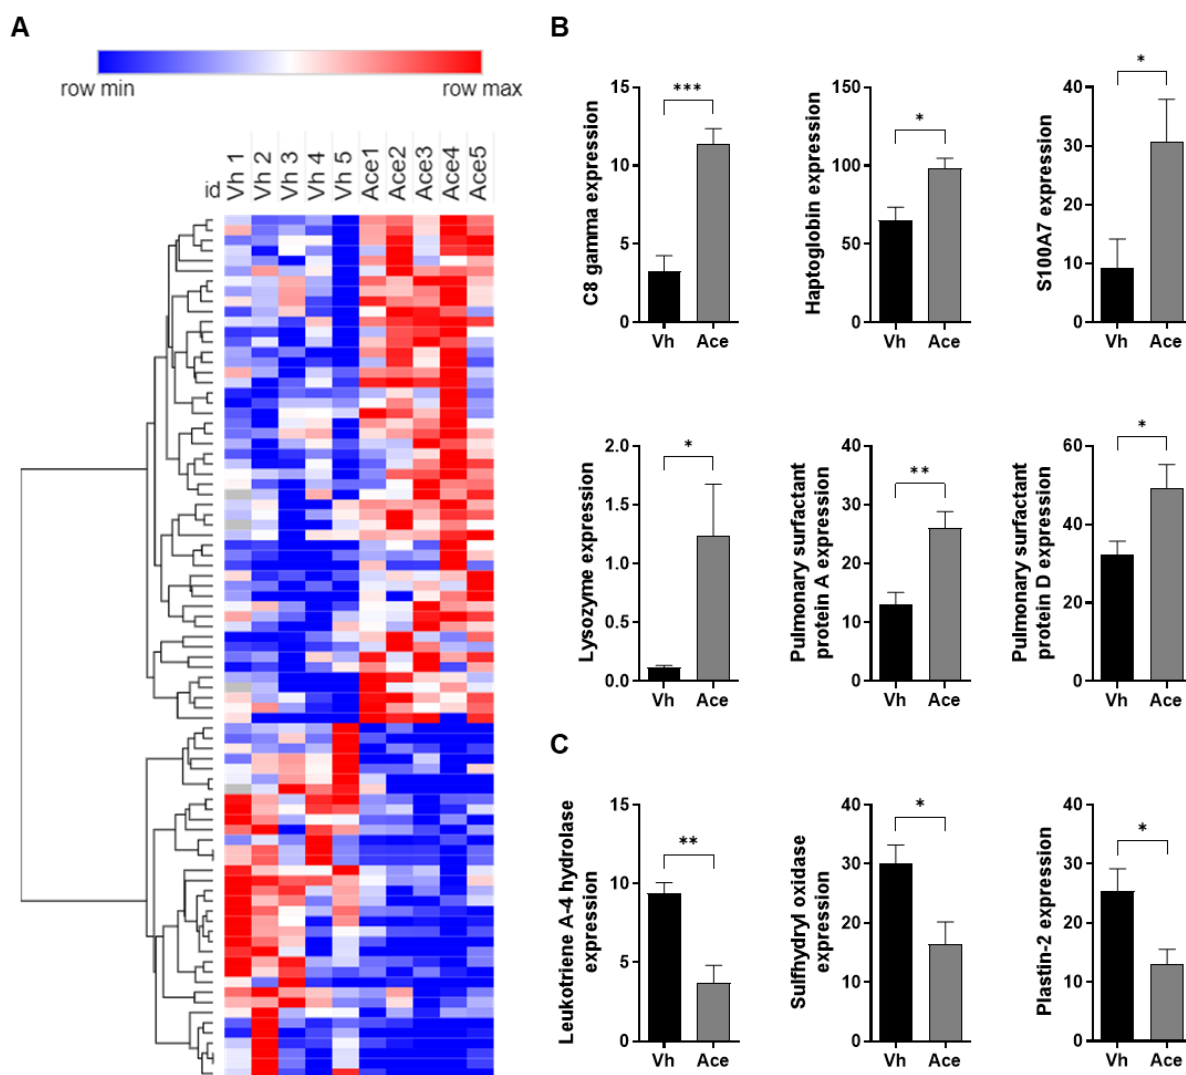 A
row min
row max
id
Vh 1
Vh 2
Vh 3
Vh 4
Vh 5
Ace1
Ace2
Ace3
Ace4
Ace5
B
C8 gamma expression
15
10
5
0
***
Vh
Ace
Haptoglobin expression
150
100
50
0
*
Vh
Ace
S100A7 expression
40
30
20
10
0
*
Vh
Ace
Lysozyme expression
2.0
1.5
1.0
0.5
0.0
*
Vh
Ace
Pulmonary surfactant
protein A expression
40
30
20
10
0
**
Vh
Ace
Pulmonary surfactant
protein D expression
60
40
20
0
*
Vh
Ace
C
Leukotriene A-4 hydrolase
expression
15
10
5
0
**
Vh
Ace
Sulfhydryl oxidase
expression
40
30
20
10
0
*
Vh
Ace
Plastin-2 expression
40
30
20
10
0
*
Vh
Ace